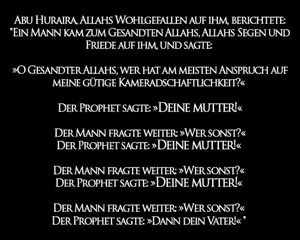 Abu Huraira, Allahs Wohlgefallen auf ihm, berichtete:
"Ein Mann kam zum Gesandten Allahs, Allahs Segen und
Friede auf ihm, und sagte:
»O Gesandter Allahs, wer hat am meisten Anspruch auf
meine gütige Kameradschaftlichkeit?«
Der Prophet sagte: »Deine Mutter!«
Der Mann fragte weiter: »Wer sonst?«
Der Prophet sagte: »Deine Mutter!«
Der Mann fragte weiter: »Wer sonst?«
Der Prophet sagte: »Deine Mutter!«
Der Mann fragte weiter: »Wer sonst?«
Der Prophet sagte: »Dann dein Vater!« "